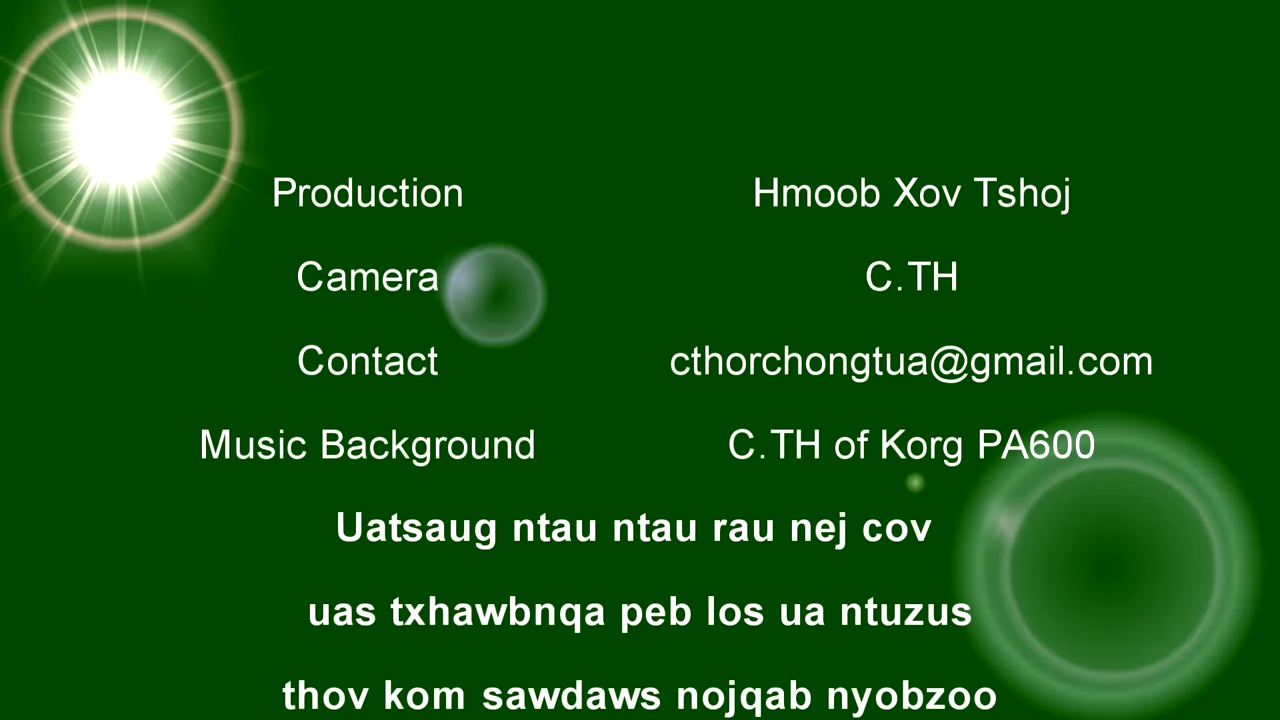 Production Hmoob Xov Tshoj
Camera C.TH
Contact cthorchongtua@gmail.com
Music Background C.TH of Korg PA600
Uatsaug ntau ntau rau nej cov
uas txhawbnqa peb los ua ntuzus
thov kom sawdaws nojqab nyobzoo